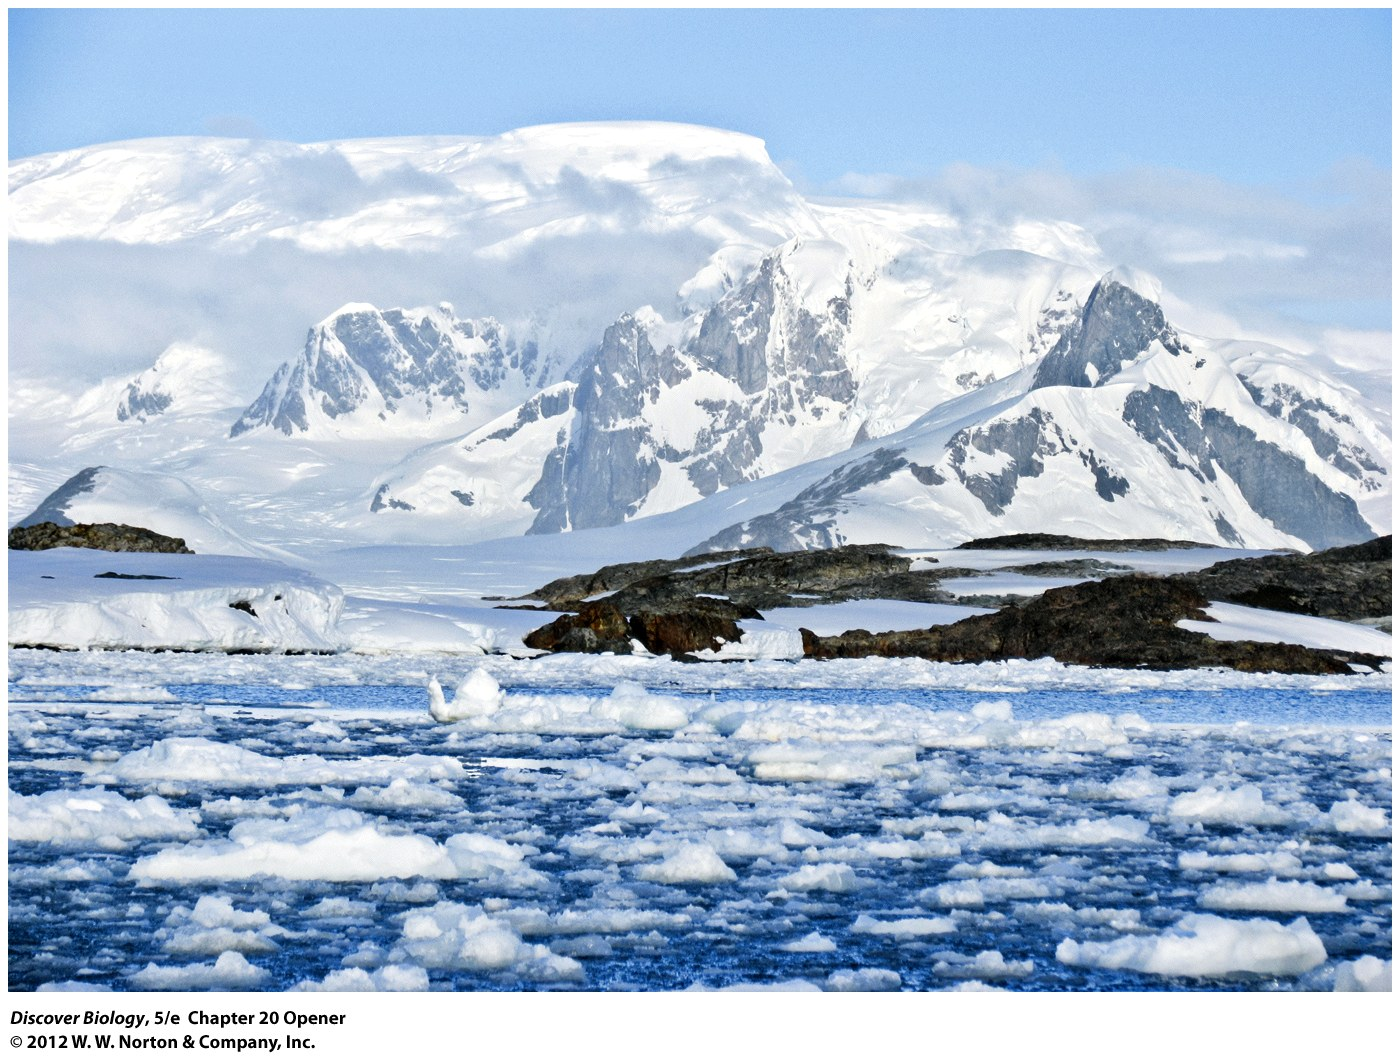 Discover Biology, 5/e Chapter 20 Opener
© 2012 W. W. Norton & Company, Inc.